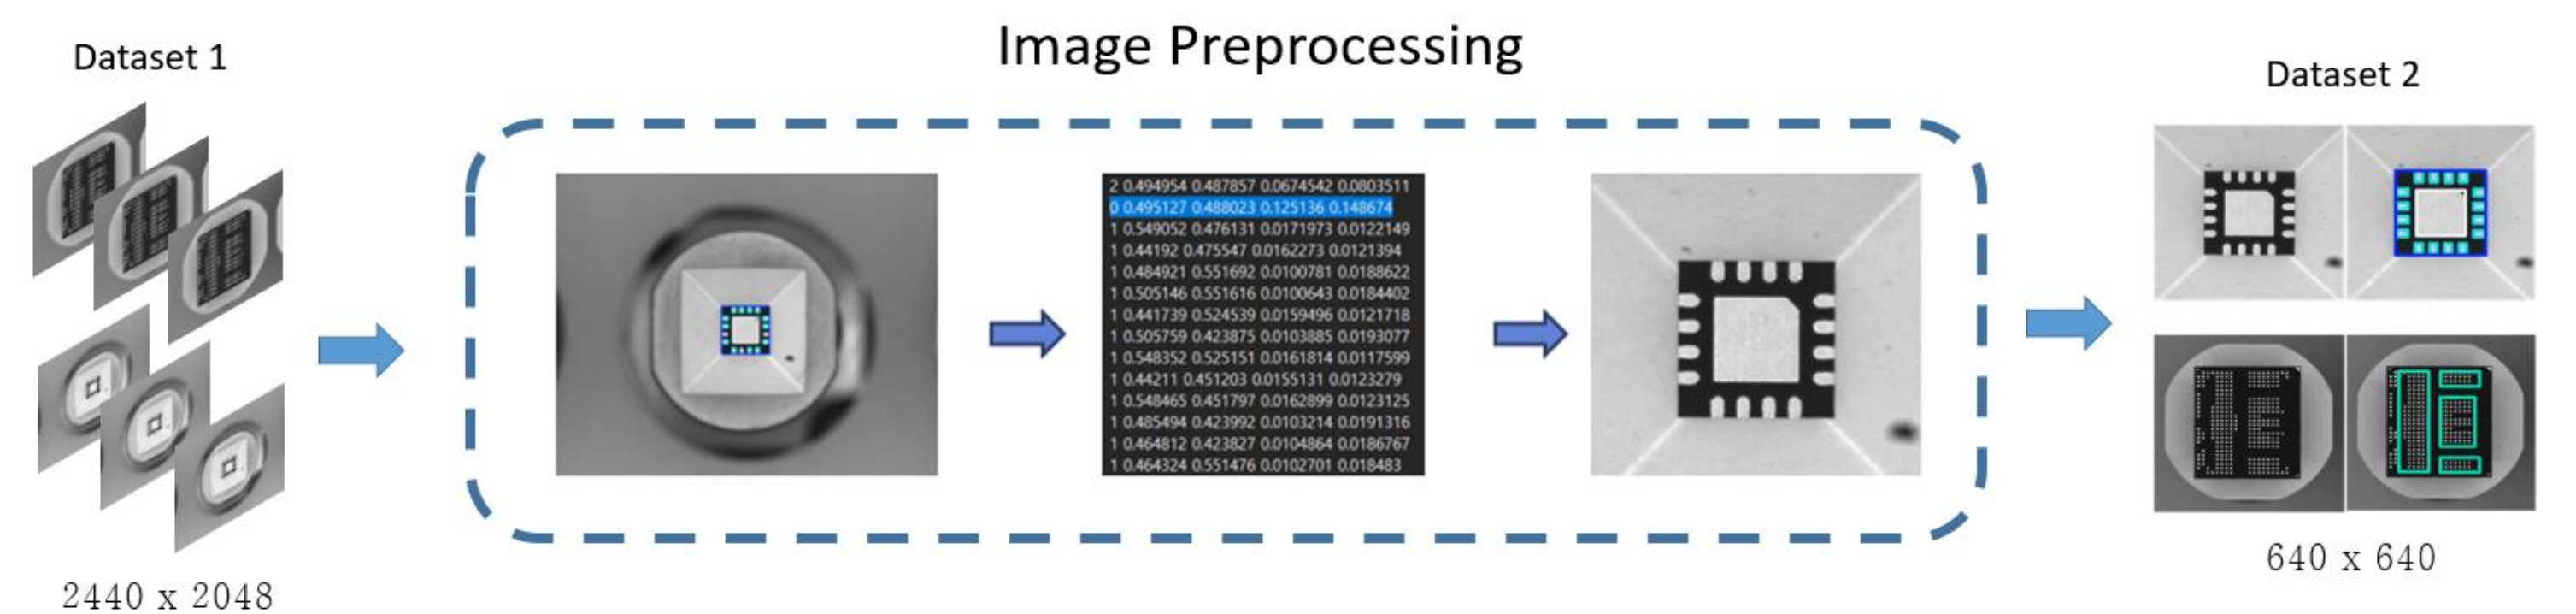 Image Preprocessing
Dataset 1
2440 x 2048
2 0.494954 0.487857 0.0674542 0.0803511
0 0.495127 0.488023 0.125136 0.148674
1 0.549052 0.476131 0.0171973 0.0122149
1 0.44192 0.475547 0.0162273 0.0121394
1 0.484921 0.551692 0.0100781 0.0188622
1 0.505146 0.551616 0.0100643 0.0184402
1 0.441739 0.524539 0.0159496 0.0121718
1 0.505759 0.423875 0.0103885 0.0193077
1 0.548352 0.525151 0.0161814 0.0117599
1 0.44211 0.451203 0.0155131 0.0123279
1 0.548465 0.451797 0.0162899 0.0123125
1 0.485494 0.423992 0.0103214 0.0191316
1 0.464812 0.423827 0.0104864 0.0186767
1 0.464324 0.551476 0.0102701 0.018483
Dataset 2
640 x 640